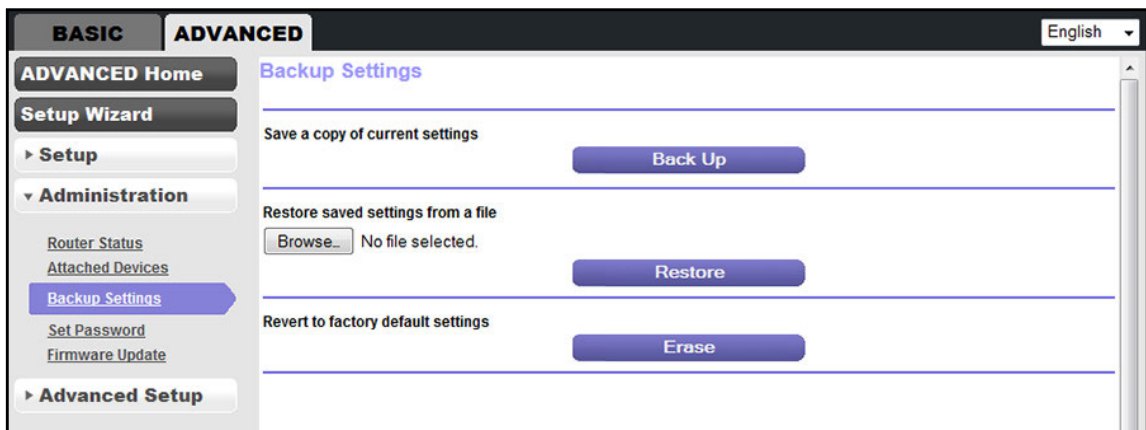 BASIC
ADVANCED
English
ADVANCED Home
Setup Wizard
Setup
Administration
Router Status
Attached Devices
Backup Settings
Set Password
Firmware Update
Advanced Setup
Backup Settings
Save a copy of current settings
Back Up
Restore saved settings from a file
Browse... No file selected.
Restore
Revert to factory default settings
Erase